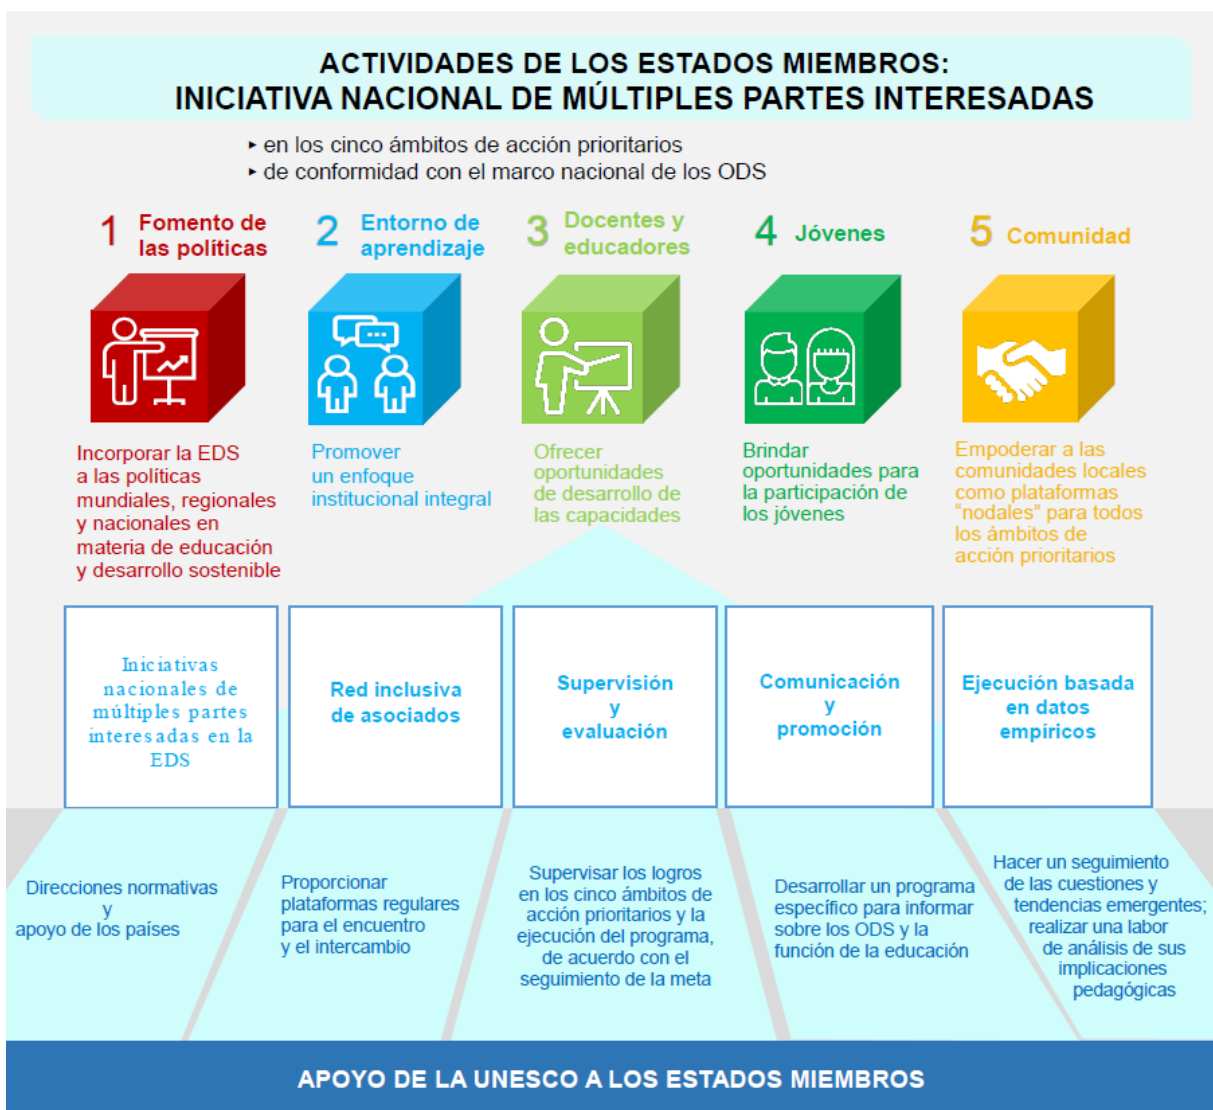 ACTIVIDADES DE LOS ESTADOS MIEMBROS:
INICIATIVA NACIONAL DE MÚLTIPLES PARTES INTERESADAS
▸ en los cinco ámbitos de acción prioritarios
▸ de conformidad con el marco nacional de los ODS
1 Fomento de
las políticas
2 Entorno de
aprendizaje
3 Docentes y
educadores
4 Jóvenes
5 Comunidad
Incorporar la EDS
a las políticas
mundiales, regionales
y nacionales en
materia de educación
y desarrollo sostenible
Promover
un enfoque
institucional integral
Ofrecer
oportunidades
de desarrollo de
las capacidades
Brindar
oportunidades para
la participación de
los jóvenes
Empoderar a las
comunidades locales
como plataformas
“nodales” para todos
los ámbitos de
acción prioritarios
Iniciativas
nacionales de
múltiples partes
interesadas en la
EDS
Red inclusiva
de asociados
Supervisión
y
evaluación
Comunicación
y
promoción
Ejecución basada
en datos
empíricos
Direcciones normativas
y
apoyo de los países
Proporcionar
plataformas regulares
para el encuentro
y el intercambio
Supervisar los logros
en los cinco ámbitos de
acción prioritarios y la
ejecución del programa,
de acuerdo con el
seguimiento de la meta
Desarrollar un programa
específico para informar
sobre los ODS y la
función de la educación
Hacer un seguimiento
de las cuestiones y
tendencias emergentes;
realizar una labor
de análisis de sus
implicaciones
pedagógicas
APOYO DE LA UNESCO A LOS ESTADOS MIEMBROS